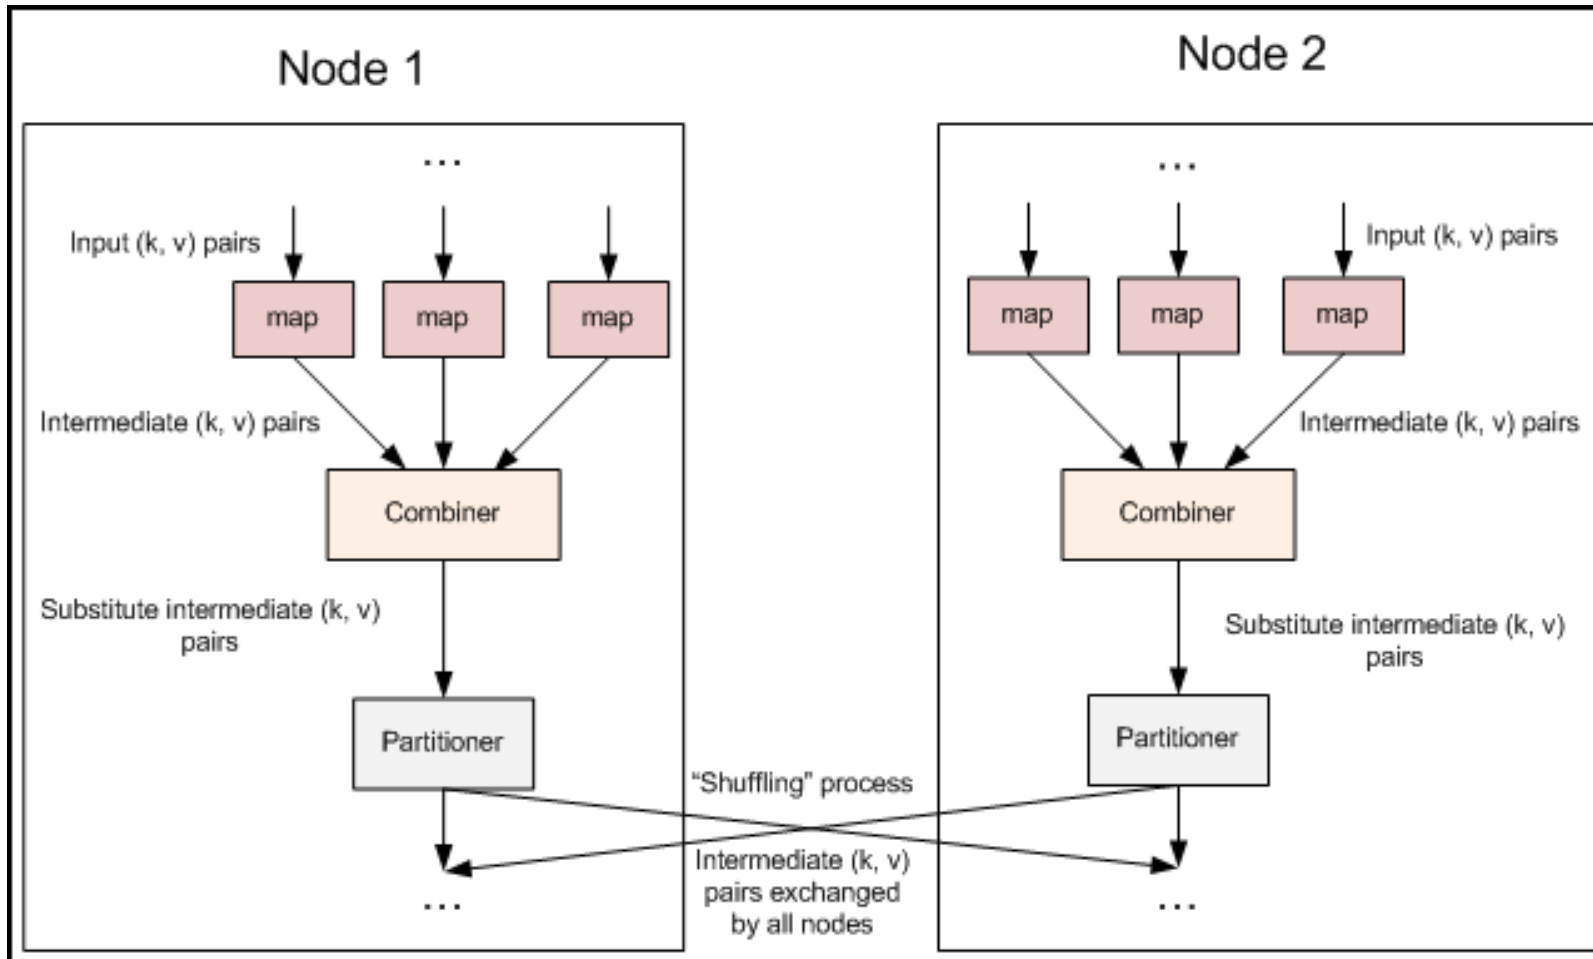 Node 1
Node 2
...
...
Input (k, v) pairs
Input (k, v) pairs
map
map
map
map
map
map
Intermediate (k, v) pairs
Intermediate (k, v) pairs
Combiner
Combiner
Substitute intermediate (k, v)
pairs
Substitute intermediate (k, v)
pairs
Partitioner
Partitioner
“Shuffling” process
Intermediate (k, v)
pairs exchanged
by all nodes
...
...